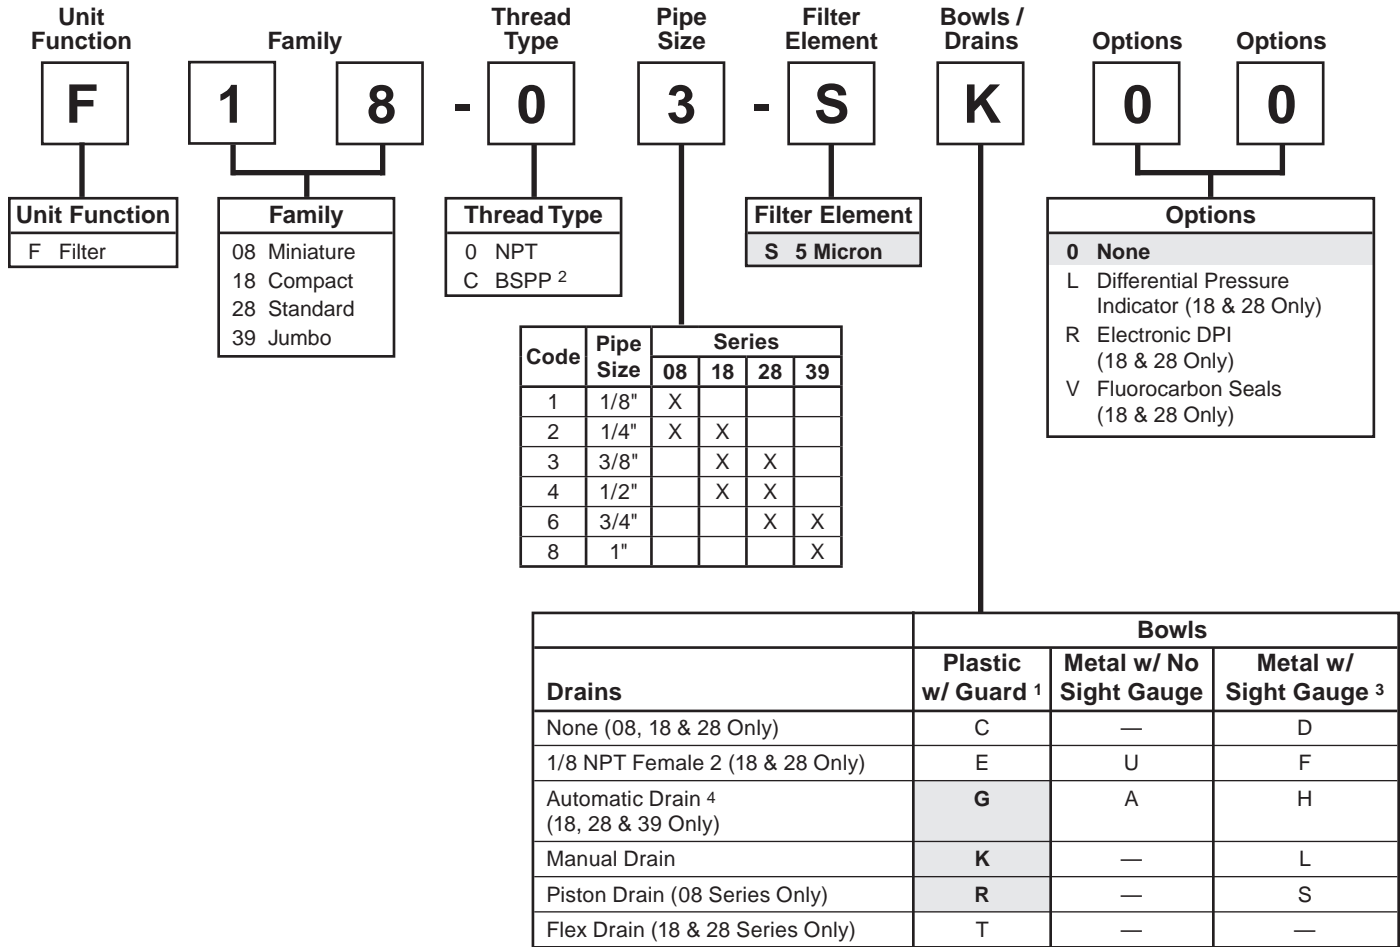 Unit Function
Family
Thread Type
Pipe Size
Filter Element
Bowls / Drains
Options
Options
F 1 8 - 0 3 - S K 0 0
Unit Function
F Filter
Family
08 Miniature
18 Compact
28 Standard
39 Jumbo
Thread Type
0 NPT
C BSPP 2
Filter Element
S 5 Micron
Options
0 None
L Differential Pressure
Indicator (18 & 28 Only)
R Electronic DPI
(18 & 28 Only)
V Fluorocarbon Seals
(18 & 28 Only)
Code Pipe Size Series
08 18 28 39
1 1/8" X
2 1/4" X X
3 3/8" X X
4 1/2" X X
6 3/4" X X
8 1" X
Bowls
Drains Plastic w/ Guard 1 Metal w/ No Sight Gauge Metal w/ Sight Gauge 3
None (08, 18 & 28 Only) C — D
1/8 NPT Female 2 (18 & 28 Only) E U F
Automatic Drain 4 G A H
(18, 28 & 39 Only)
Manual Drain K — L
Piston Drain (08 Series Only) R — S
Flex Drain (18 & 28 Series Only) T — —